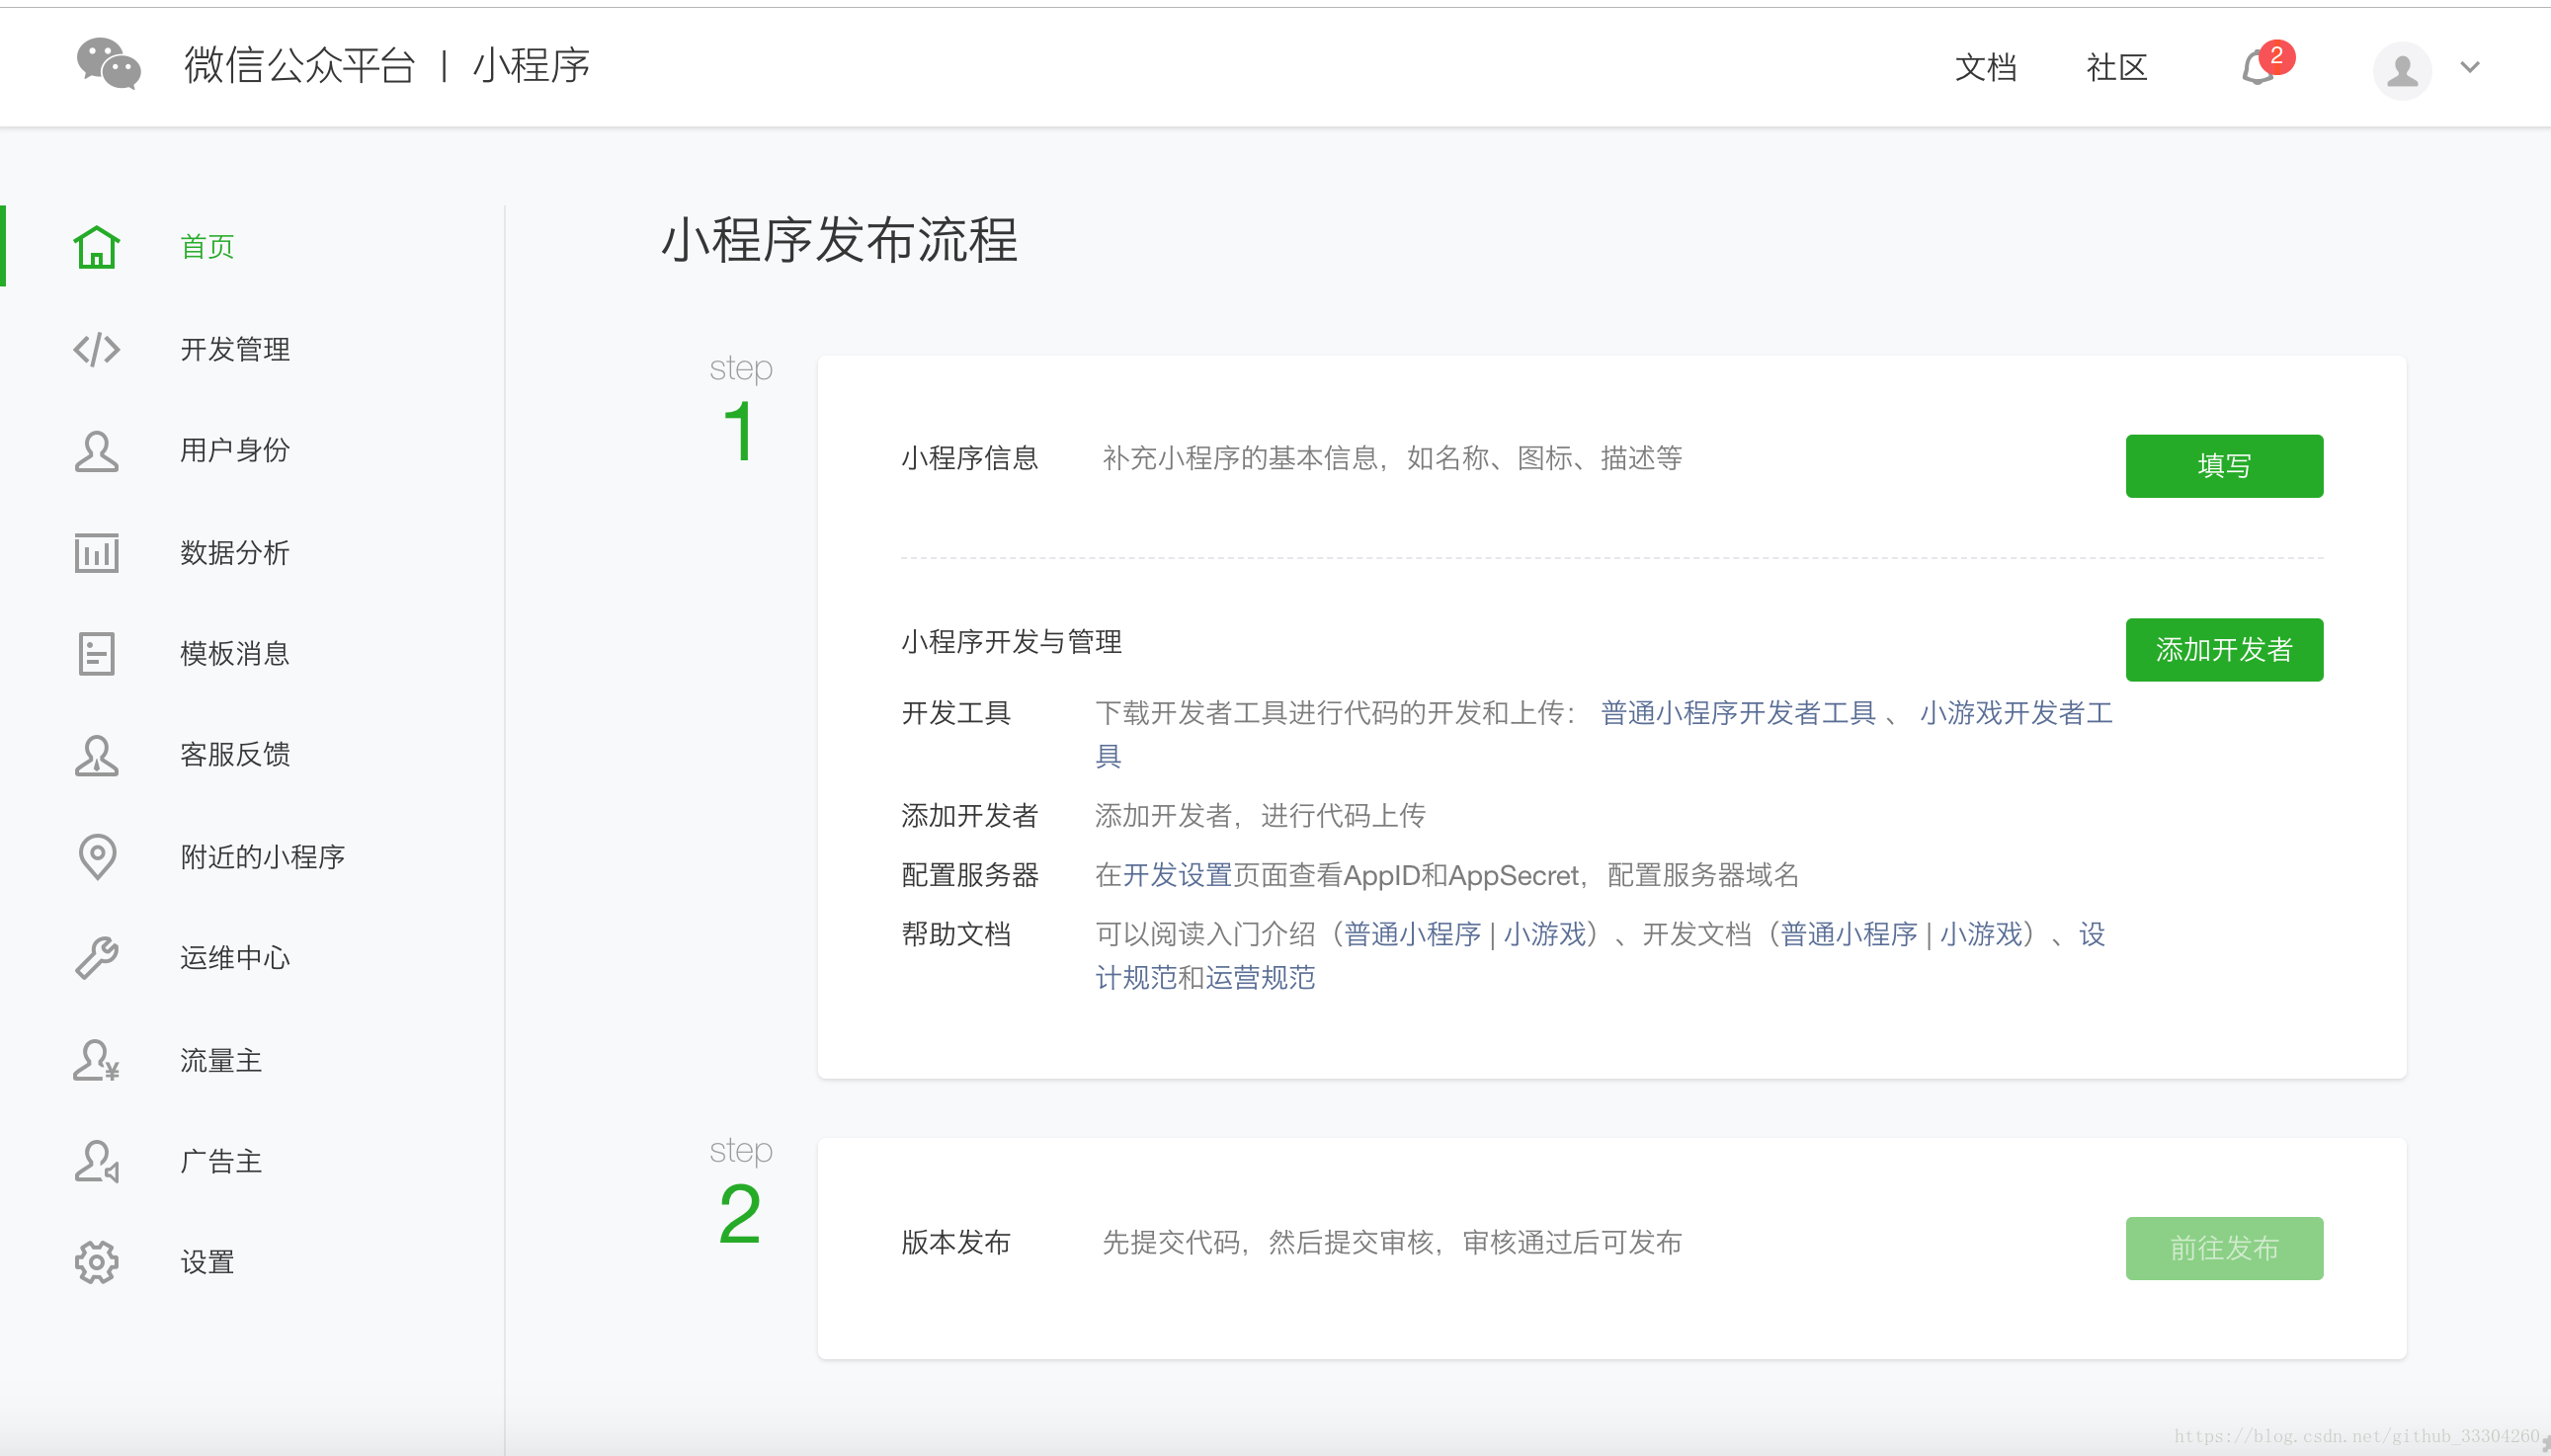 微信公众平台 | 小程序
文档
社区
2
首页
开发管理
用户身份
数据分析
模板消息
客服反馈
附近的小程序
运维中心
流量主
广告主
设置
小程序发布流程
step
1
小程序信息 补充小程序的基本信息，如名称、图标、描述等
填写
小程序开发与管理
添加开发者
开发工具 下载开发者工具进行代码的开发和上传： 普通小程序开发者工具 、 小游戏开发者工
具
添加开发者 添加开发者，进行代码上传
配置服务器 在开发设置页面查看AppID和AppSecret，配置服务器域名
帮助文档 可以阅读入门介绍（普通小程序 | 小游戏）、开发文档（普通小程序 | 小游戏）、设
计规范和运营规范
step
2
版本发布 先提交代码，然后提交审核，审核通过后可发布
前往发布
https://blog.csdn.net/github_33304260